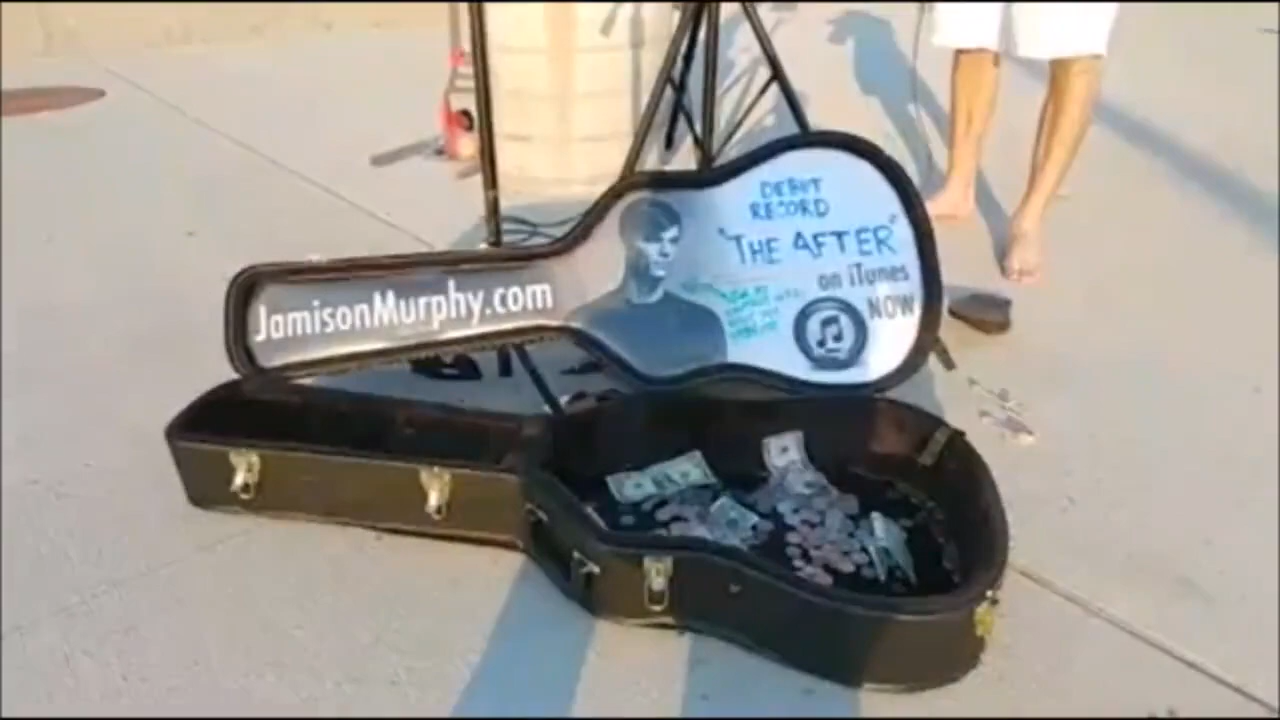 JamisonMurphy.com
DEBUT
RECORD
"THE AFTER"
on iTunes
NOW